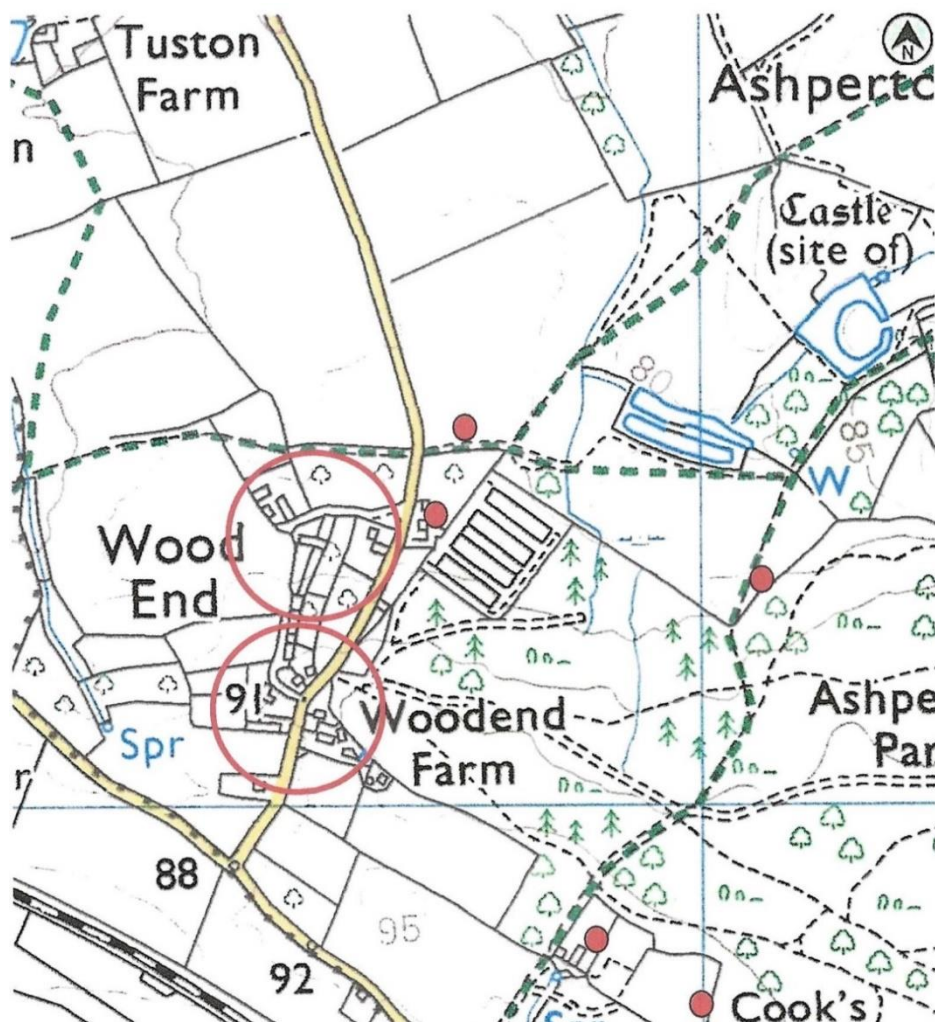 Tuston
Farm
N
Ashpertc
n
Castle
(site of)
80
85
W
Wood
End
91
Spr
Woodend
Farm
Ashpe
Par
r
88
95
92
Cook's
Spr